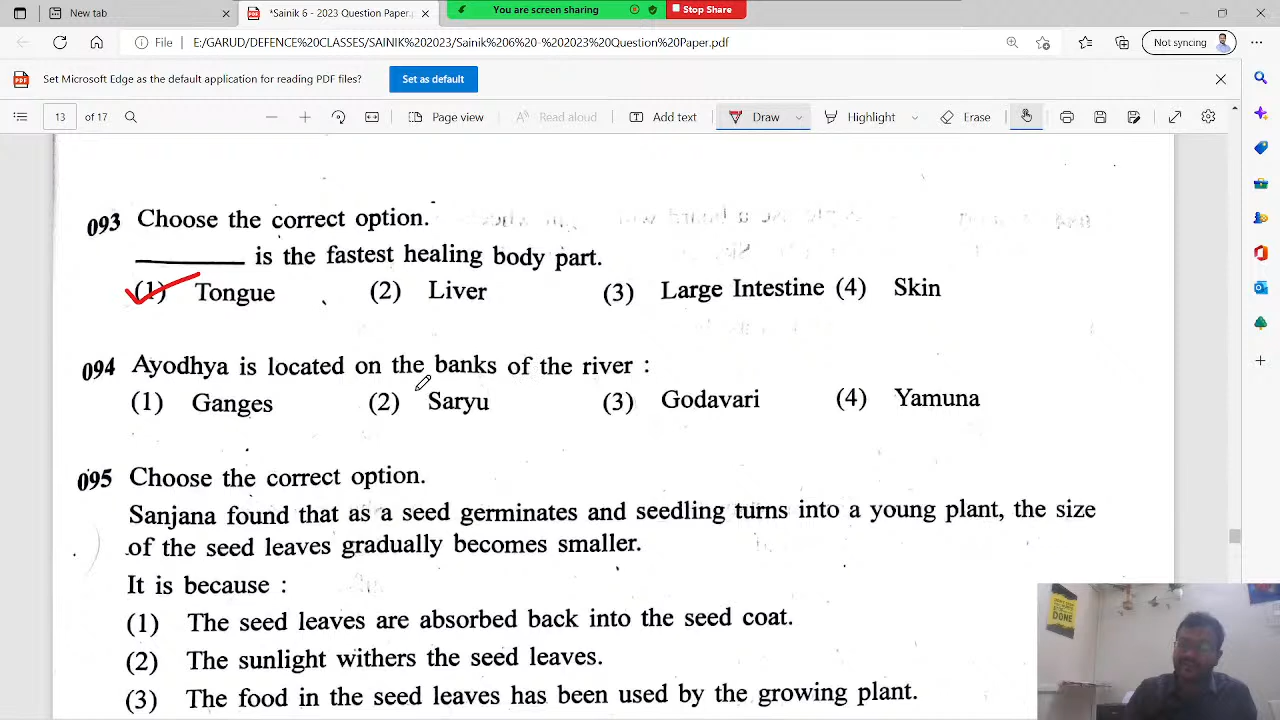 New tab
*Sainik 6 - 2023 Question Paper.
You are screen sharing
Stop Share
File
E:/GARUD/DEFENCE%20CLASSES/SAINIK%202023/Sainik%206%20-%202023%20Question%20Paper.pdf
Not syncing
Set Microsoft Edge as the default application for reading PDF files?
Set as default
13 of 17
Page view
Read aloud
Add text
Draw
Highlight
Erase
093 Choose the correct option.
________ is the fastest healing body part.
(1) Tongue (2) Liver (3) Large Intestine (4) Skin
094 Ayodhya is located on the banks of the river :
(1) Ganges (2) Saryu (3) Godavari (4) Yamuna
095 Choose the correct option.
Sanjana found that as a seed germinates and seedling turns into a young plant, the size
of the seed leaves gradually becomes smaller.
It is because :
(1) The seed leaves are absorbed back into the seed coat.
(2) The sunlight withers the seed leaves.
(3) The food in the seed leaves has been used by the growing plant.
DONE